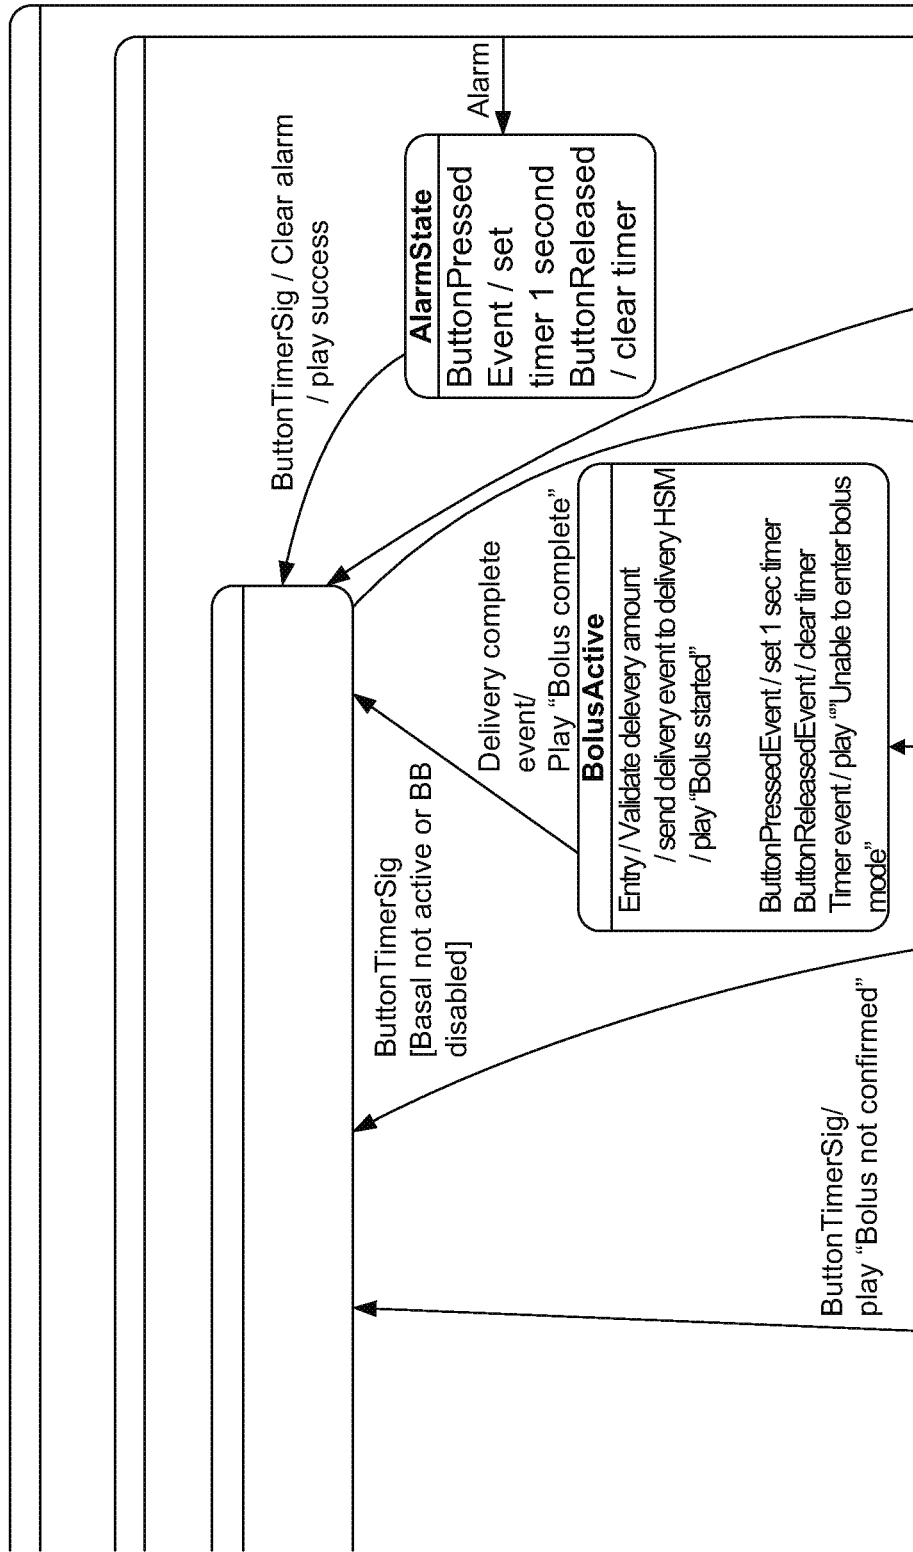 ButtonTimerSig / Clear alarm
/ play success
Alarm
AlarmState
ButtonPressed
Event / set
timer 1 second
ButtonReleased
/ clear timer
Delivery complete
event/
Play “Bolus complete”
BolusActive
Entry / Validate delevery amount
/ send delivery event to delivery HSM
/ play “Bolus started”
ButtonPressedEvent / set 1 sec timer
ButtonReleasedEvent / clear timer
Timer event / play “”Unable to enter bolus
mode”
ButtonTimerSig
[Basal not active or BB
disabled]
ButtonTimerSig/
play “Bolus not confirmed”